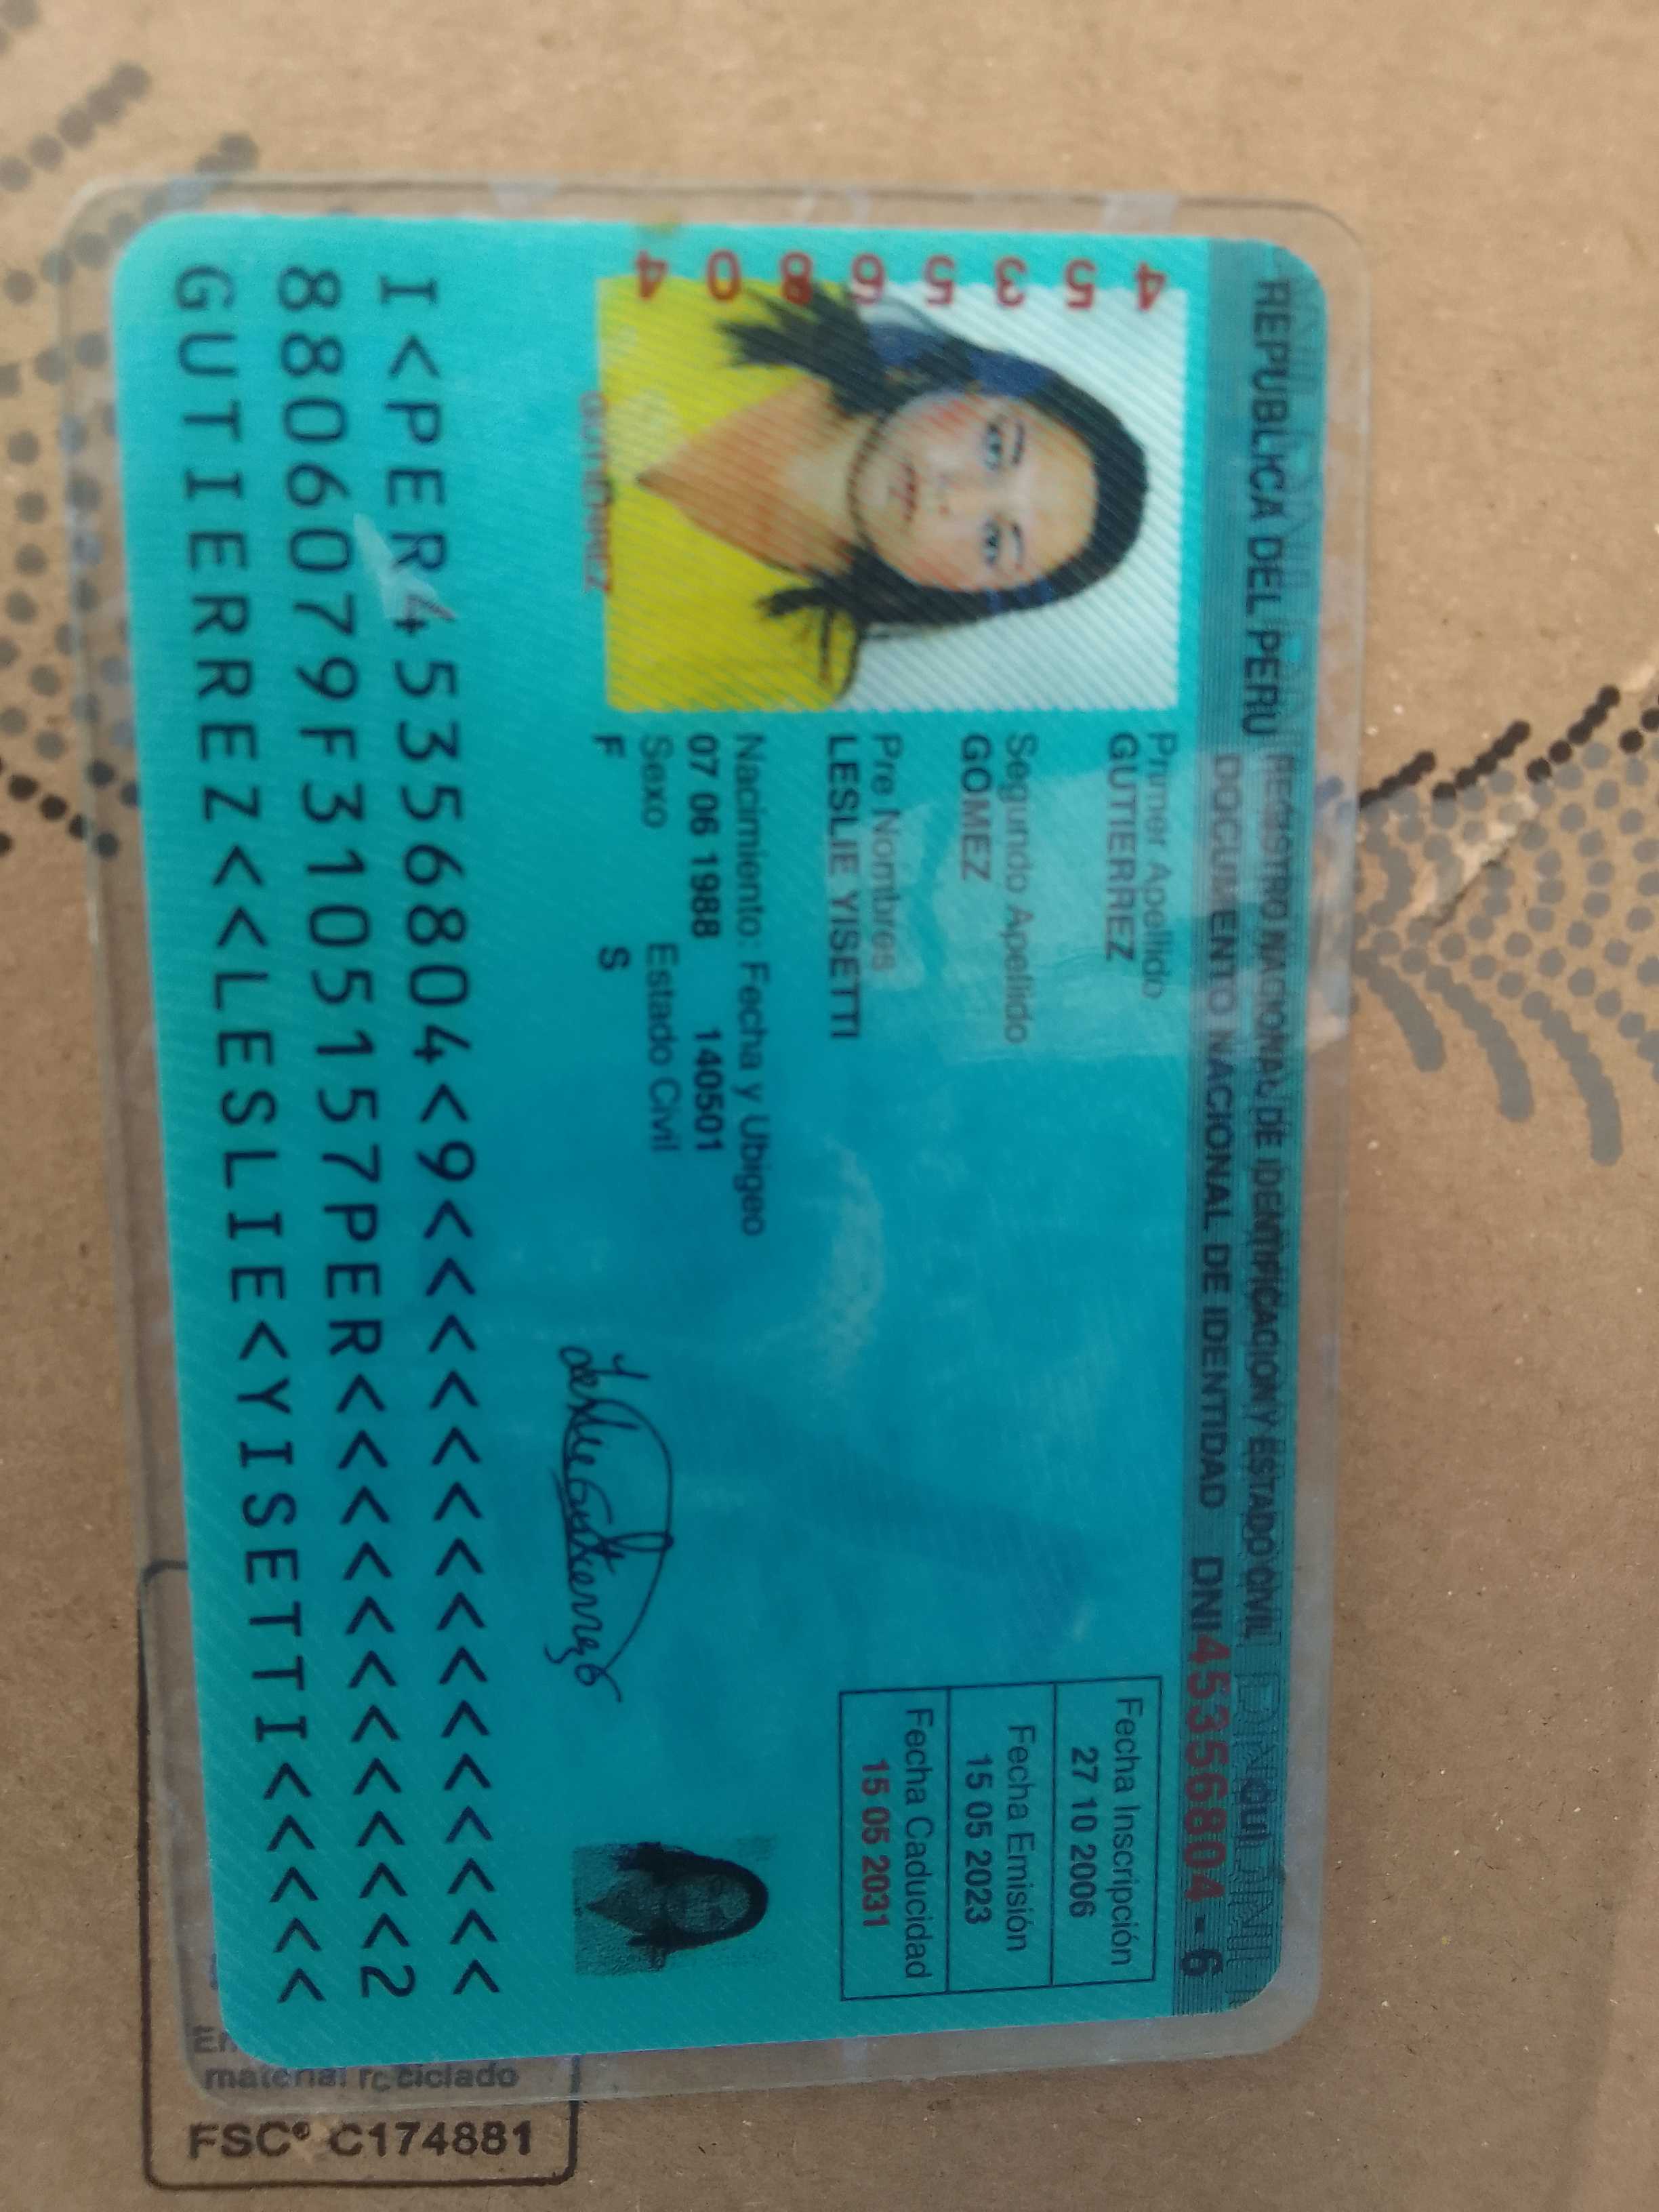 REPUBLICA DEL PERU REGISTRO NACIONAL DE IDENTIFICACION Y ESTADO CIVIL
DOCUMENTO NACIONAL DE IDENTIDAD DNI 45356804 - 6
45356804
Primer Apellido
GUTIERREZ
Segundo Apellido
GOMEZ
Pre Nombres
LESLIE YISETTI
Nacimiento: Fecha y Ubigeo
07 06 1988 140501
Sexo Estado Civil
F S
Fecha Inscripción
27 10 2006
Fecha Emisión
15 05 2023
Fecha Caducidad
15 05 2031
Leslie Gutierrez G
I<PER45356804<9<<<<<<<<<<<<<<<
8806079F3105157PER<<<<<<<<<<<2
GUTIERREZ<<LESLIE<YISETTI<<<<<
material reciclado
FSC® C174881